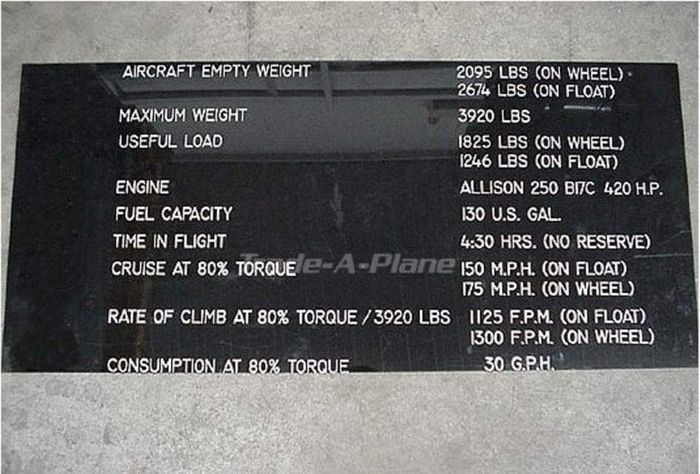 AIRCRAFT EMPTY WEIGHT 2095 LBS (ON WHEEL)
2674 LBS (ON FLOAT)
MAXIMUM WEIGHT 3920 LBS
USEFUL LOAD 1825 LBS (ON WHEEL)
1246 LBS (ON FLOAT)
ENGINE ALLISON 250 B17C 420 H.P.
FUEL CAPACITY 130 U.S. GAL.
TIME IN FLIGHT 4:30 HRS. (NO RESERVE)
Trade-A-Plane
CRUISE AT 80% TORQUE 150 M.P.H. (ON FLOAT)
175 M.P.H. (ON WHEEL)
RATE OF CLIMB AT 80% TORQUE / 3920 LBS 1125 F.P.M. (ON FLOAT)
1300 F.P.M. (ON WHEEL)
CONSUMPTION AT 80% TORQUE 30 G.P.H.